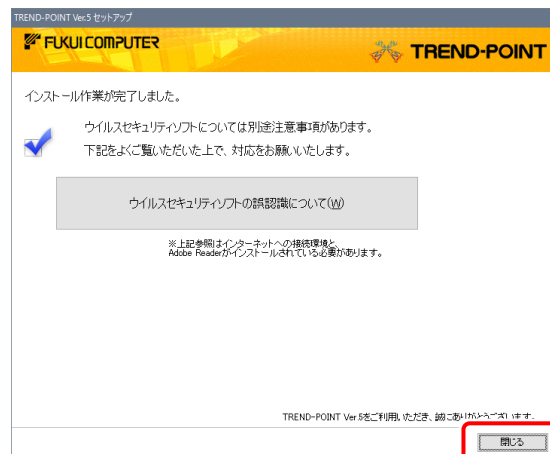 TREND-POINT Ver.5 セットアップ
FUKUI COMPUTER
TREND-POINT
インストール作業が完了しました。
ウイルスセキュリティソフトについては別途注意事項があります。
下記をよくご覧いただいた上で、対応をお願いいたします。
ウイルスセキュリティソフトの誤認識について(W)
※上記参照はインターネットへの接続環境と、
Adobe Readerがインストールされている必要があります。
TREND-POINT Ver.5をご利用いただき、誠にありがとうございます。
閉じる